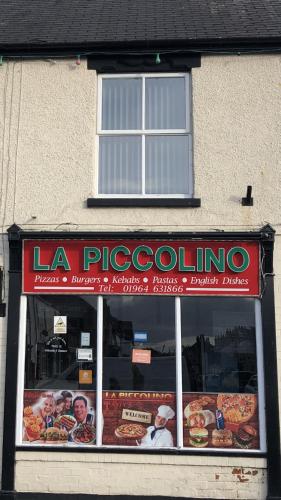 LA PICCOLINO
Pizzas • Burgers • Kebabs • Pastas • English Dishes
Tel: 01964 631866
LA PICCOLINO
WELCOME